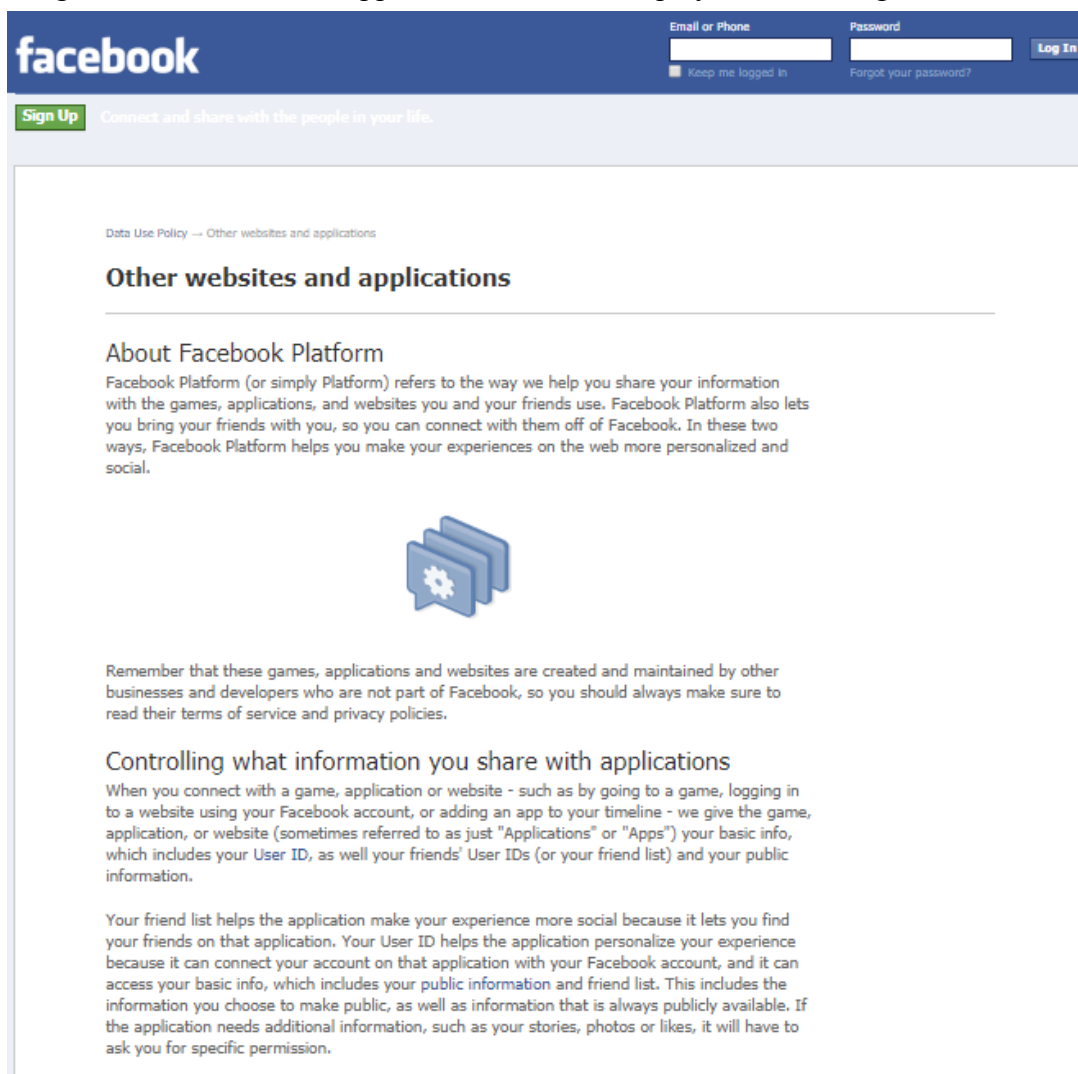 Email or Phone
Password
facebook
Log In
Keep me logged in
Forgot your password?
Sign Up
Connect and share with the people in your life.
Data Use Policy → Other websites and applications
Other websites and applications
About Facebook Platform
Facebook Platform (or simply Platform) refers to the way we help you share your information
with the games, applications, and websites you and your friends use. Facebook Platform also lets
you bring your friends with you, so you can connect with them off of Facebook. In these two
ways, Facebook Platform helps you make your experiences on the web more personalized and
social.
Remember that these games, applications and websites are created and maintained by other
businesses and developers who are not part of Facebook, so you should always make sure to
read their terms of service and privacy policies.
Controlling what information you share with applications
When you connect with a game, application or website - such as by going to a game, logging in
to a website using your Facebook account, or adding an app to your timeline - we give the game,
application, or website (sometimes referred to as just "Applications" or "Apps") your basic info,
which includes your User ID, as well your friends' User IDs (or your friend list) and your public
information.
Your friend list helps the application make your experience more social because it lets you find
your friends on that application. Your User ID helps the application personalize your experience
because it can connect your account on that application with your Facebook account, and it can
access your basic info, which includes your public information and friend list. This includes the
information you choose to make public, as well as information that is always publicly available. If
the application needs additional information, such as your stories, photos or likes, it will have to
ask you for specific permission.